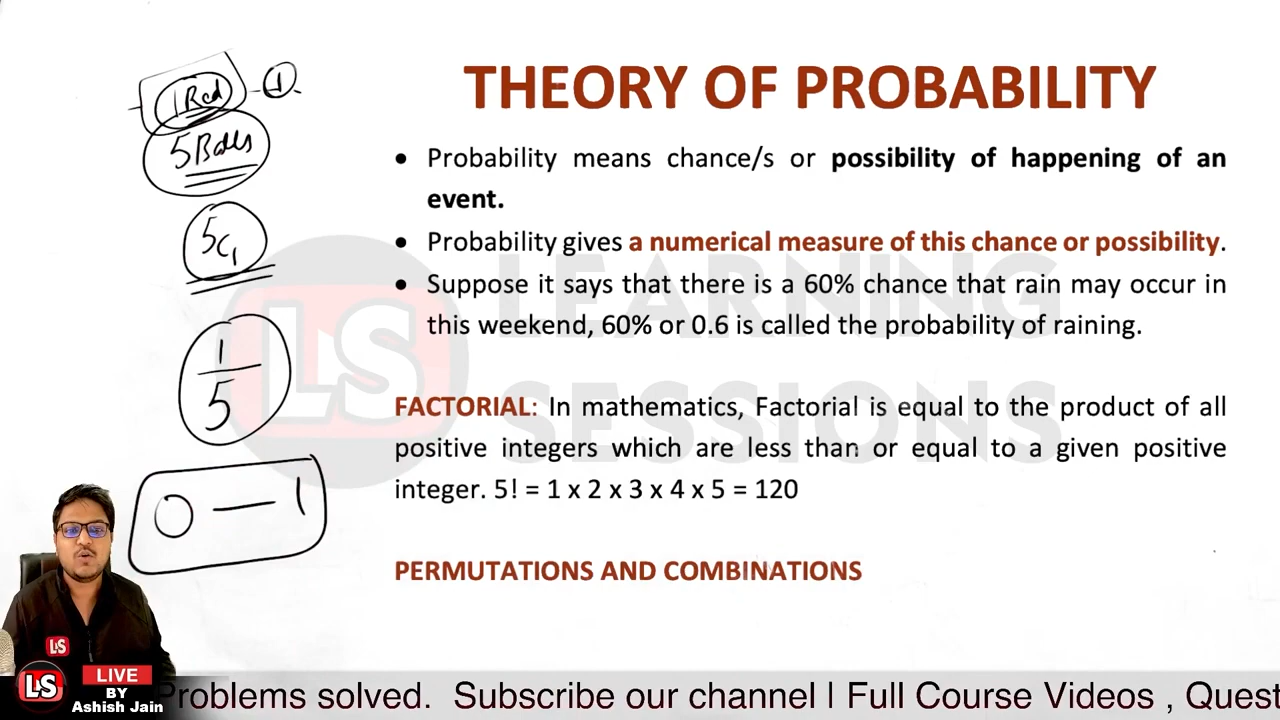 1 Red
1
5 Balls
5C1
1
5
0 — 1
THEORY OF PROBABILITY
• Probability means chance/s or possibility of happening of an
event.
• Probability gives a numerical measure of this chance or possibility.
• Suppose it says that there is a 60% chance that rain may occur in
this weekend, 60% or 0.6 is called the probability of raining.
FACTORIAL: In mathematics, Factorial is equal to the product of all
positive integers which are less than or equal to a given positive
integer. 5! = 1 x 2 x 3 x 4 x 5 = 120
PERMUTATIONS AND COMBINATIONS
LS
LEARNING
SESSIONS
LS
LS
LIVE
BY
Ashish Jain
Problems solved. Subscribe our channel | Full Course Videos , Quest